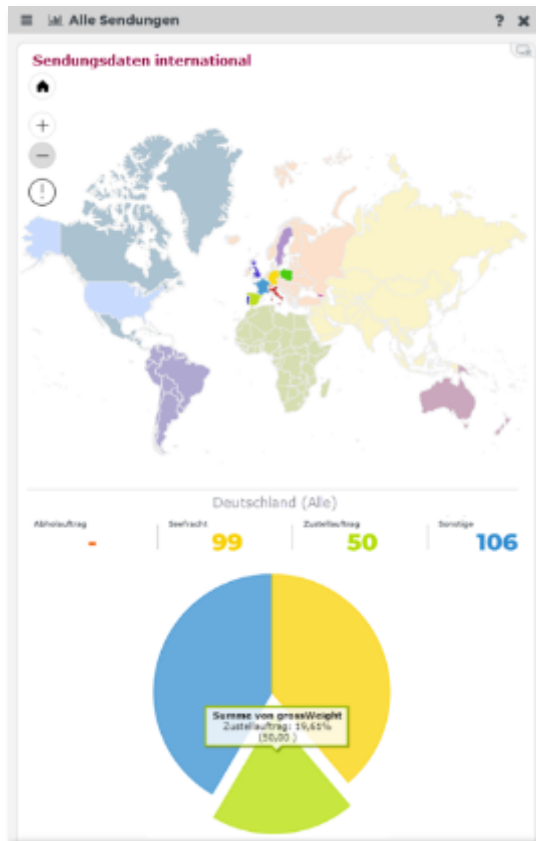 Alle Sendungen ?
Sendungsdaten international
Deutschland (Alle)
Abholauftrag Seefracht Zustellauftrag Sonstige
- 99 50 106
Summe von grossWeight
Zustellauftrag: 19,61%
(50,00 )